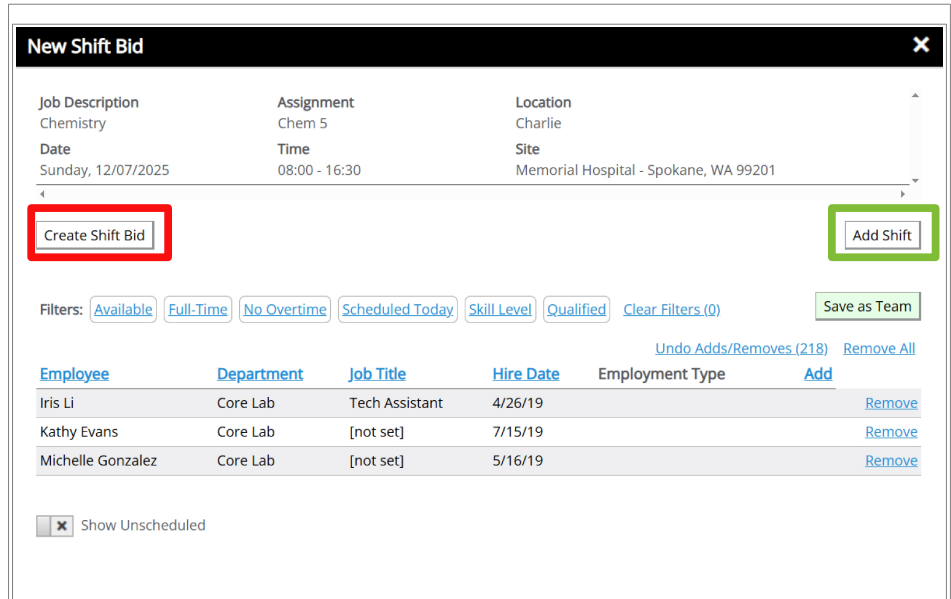 New Shift Bid
Job Description Assignment Location
Chemistry Chem 5 Charlie
Date Time Site
Sunday, 12/07/2025 08:00 - 16:30 Memorial Hospital - Spokane, WA 99201
Create Shift Bid Add Shift
Filters: Available Full-Time No Overtime Scheduled Today Skill Level Qualified Clear Filters (0) Save as Team
Undo Adds/Removes (218) Remove All
Employee Department Job Title Hire Date Employment Type Add
Iris Li Core Lab Tech Assistant 4/26/19 Remove
Kathy Evans Core Lab [not set] 7/15/19 Remove
Michelle Gonzalez Core Lab [not set] 5/16/19 Remove
Show Unscheduled